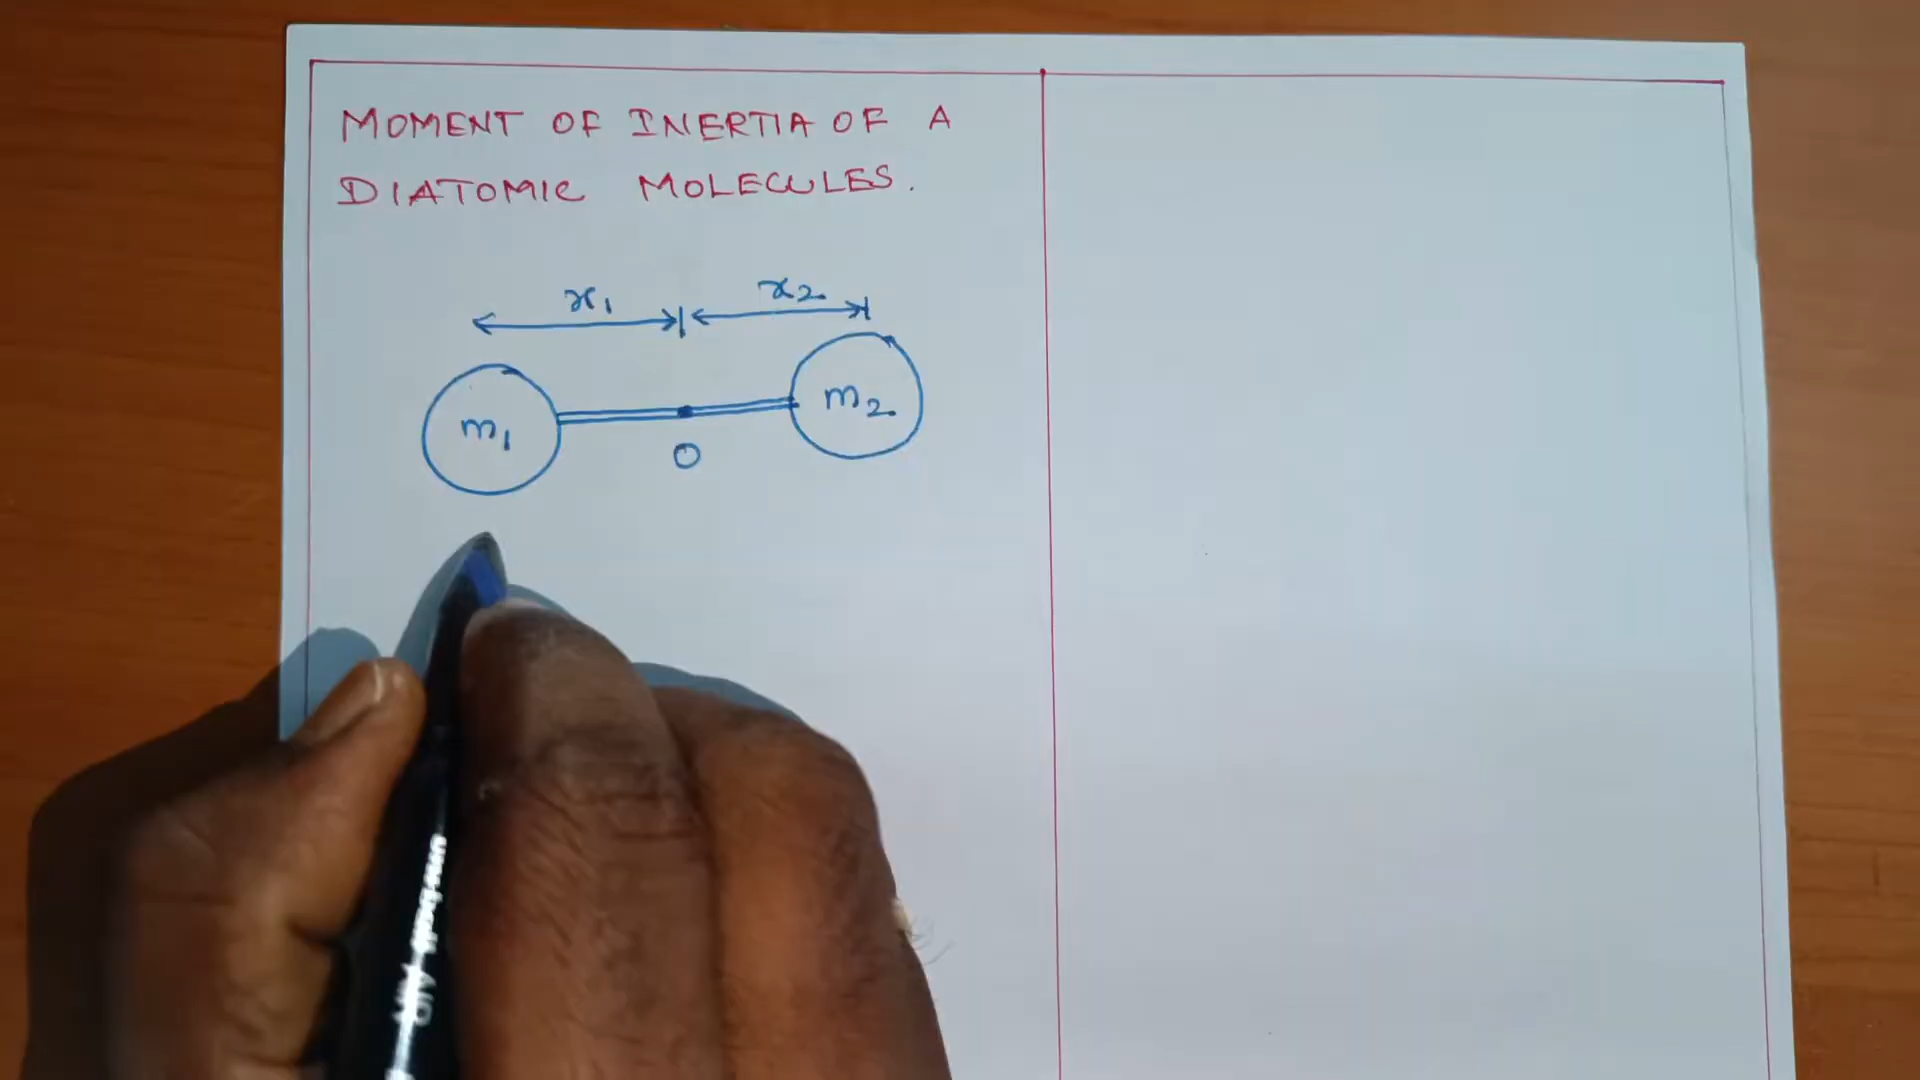 MOMENT OF INERTIA OF A
DIATOMIC MOLECULES.
x₁ x₂
m₁ m₂
O